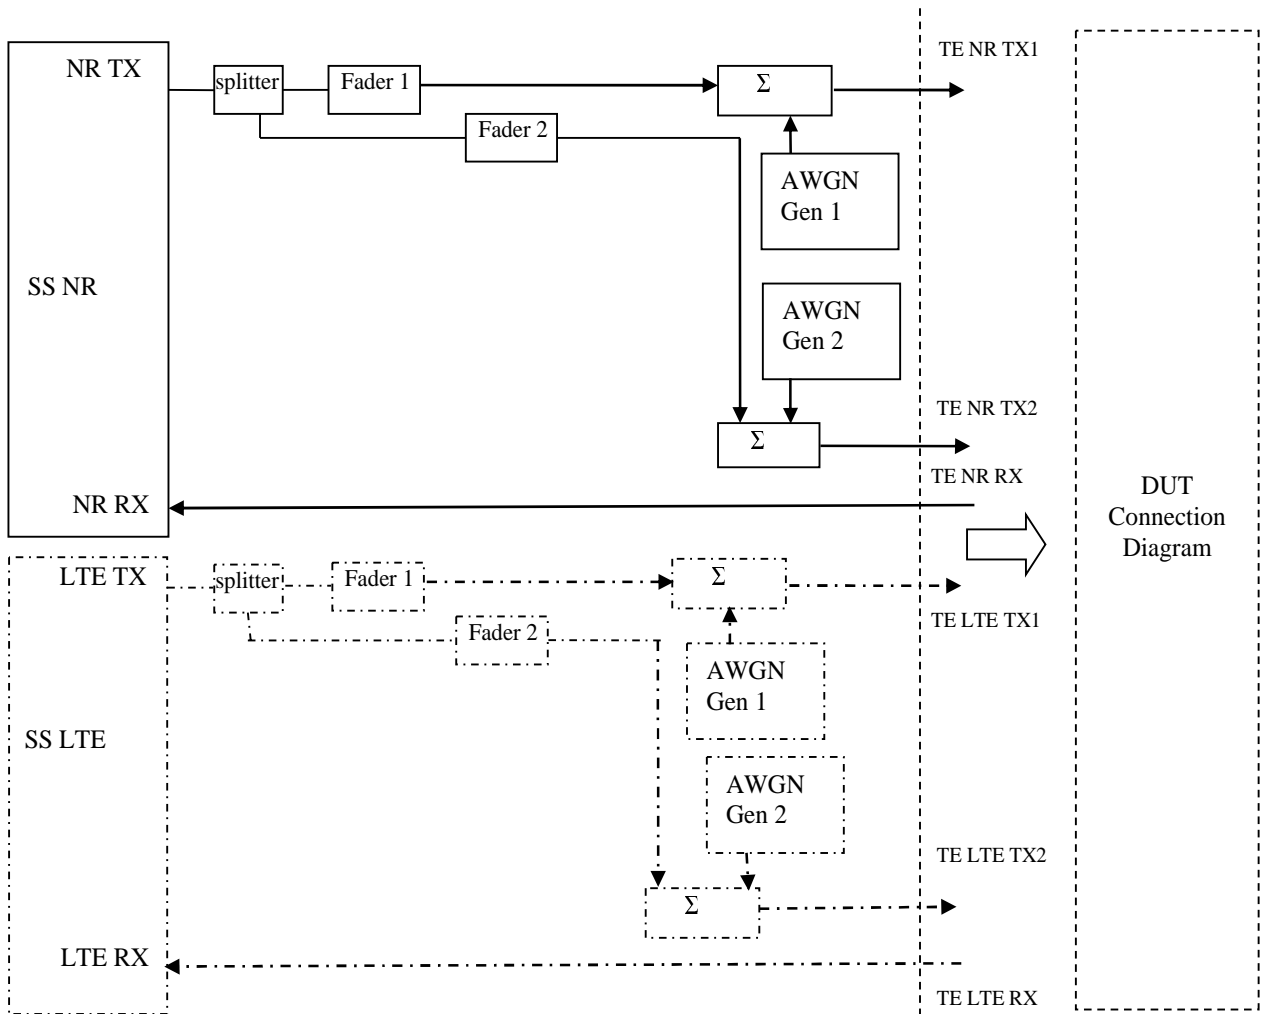 NR TX
splitter
Fader 1
Σ
TE NR TX1
Fader 2
AWGN
Gen 1
SS NR
AWGN
Gen 2
TE NR TX2
Σ
TE NR RX
NR RX
DUT
Connection
Diagram
LTE TX
splitter
Fader 1
Σ
TE LTE TX1
Fader 2
AWGN
Gen 1
SS LTE
AWGN
Gen 2
TE LTE TX2
Σ
LTE RX
TE LTE RX